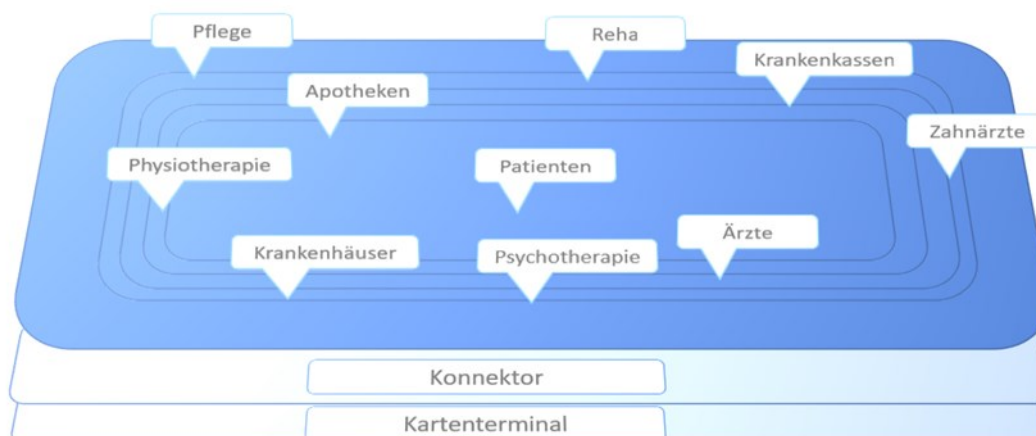 Pflege
Reha
Krankenkassen
Apotheken
Zahnärzte
Physiotherapie
Patienten
Ärzte
Krankenhäuser
Psychotherapie
Konnektor
Kartenterminal